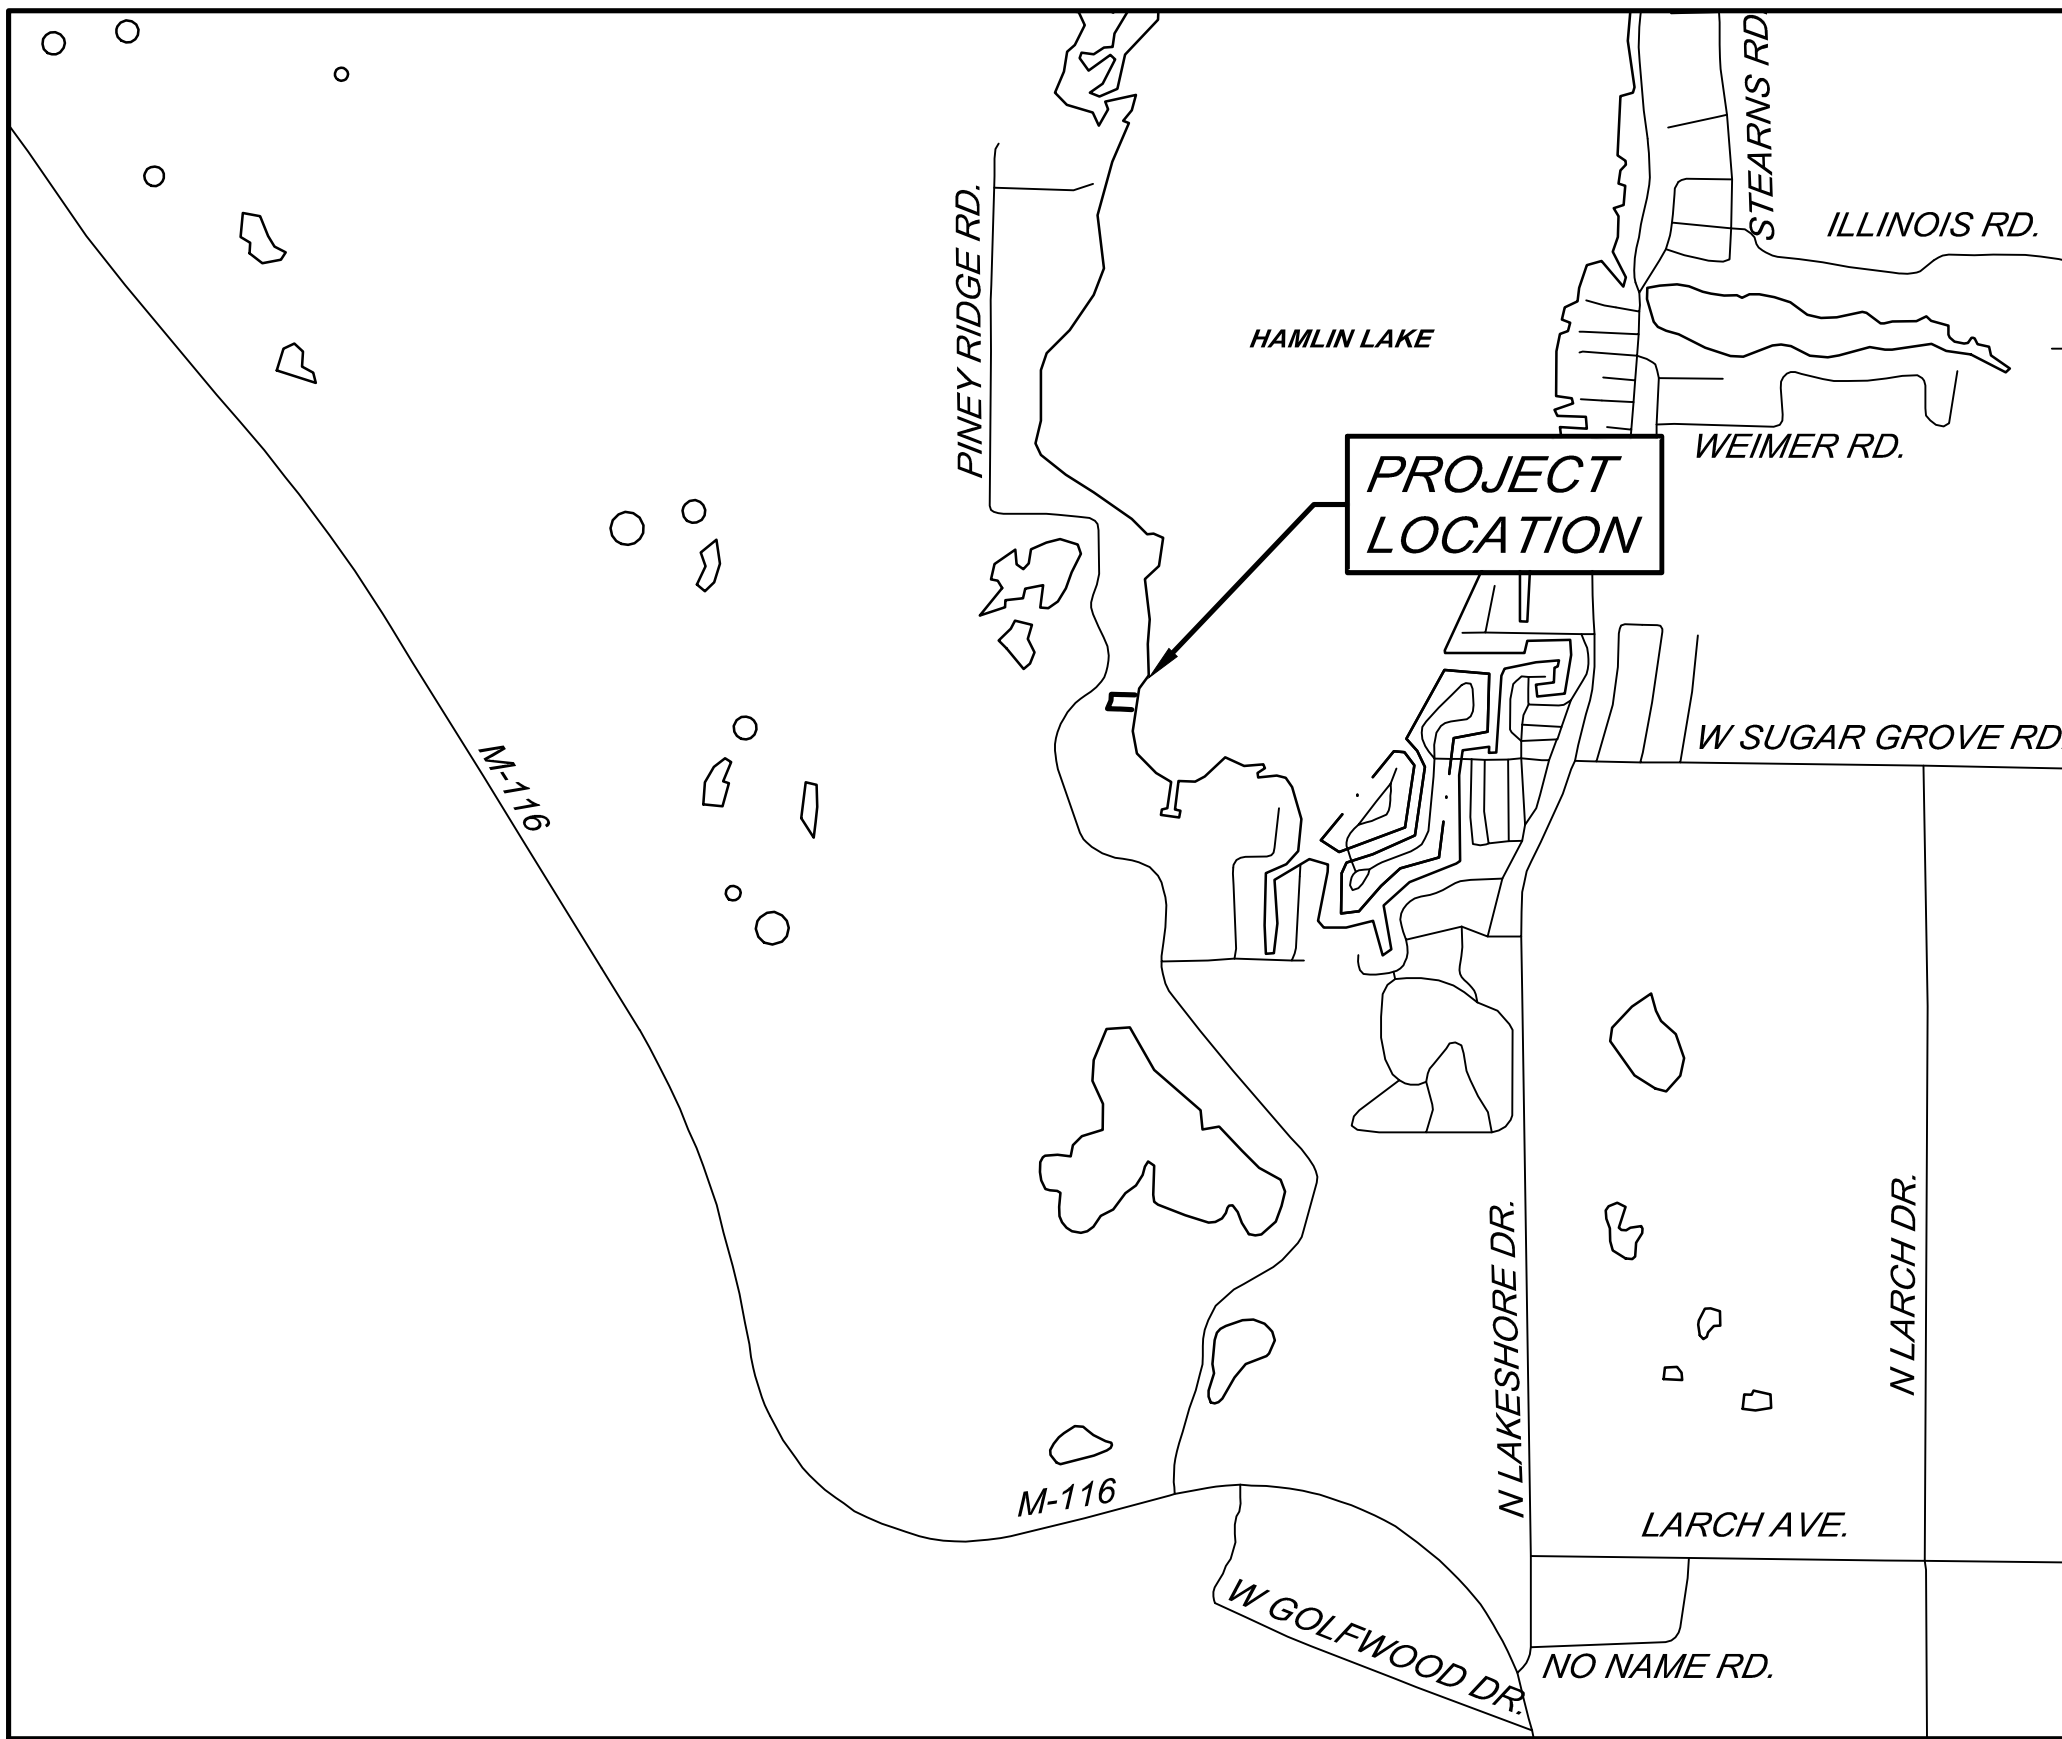 STEARNS RD
ILLINOIS RD.
PINEY RIDGE RD.
HAMLIN LAKE
WEIMER RD.
PROJECT
LOCATION
W SUGAR GROVE RD.
M-116
N LAKESHORE DR.
N LARCH DR.
M-116
LARCH AVE.
W GOLFWOOD DR.
NO NAME RD.